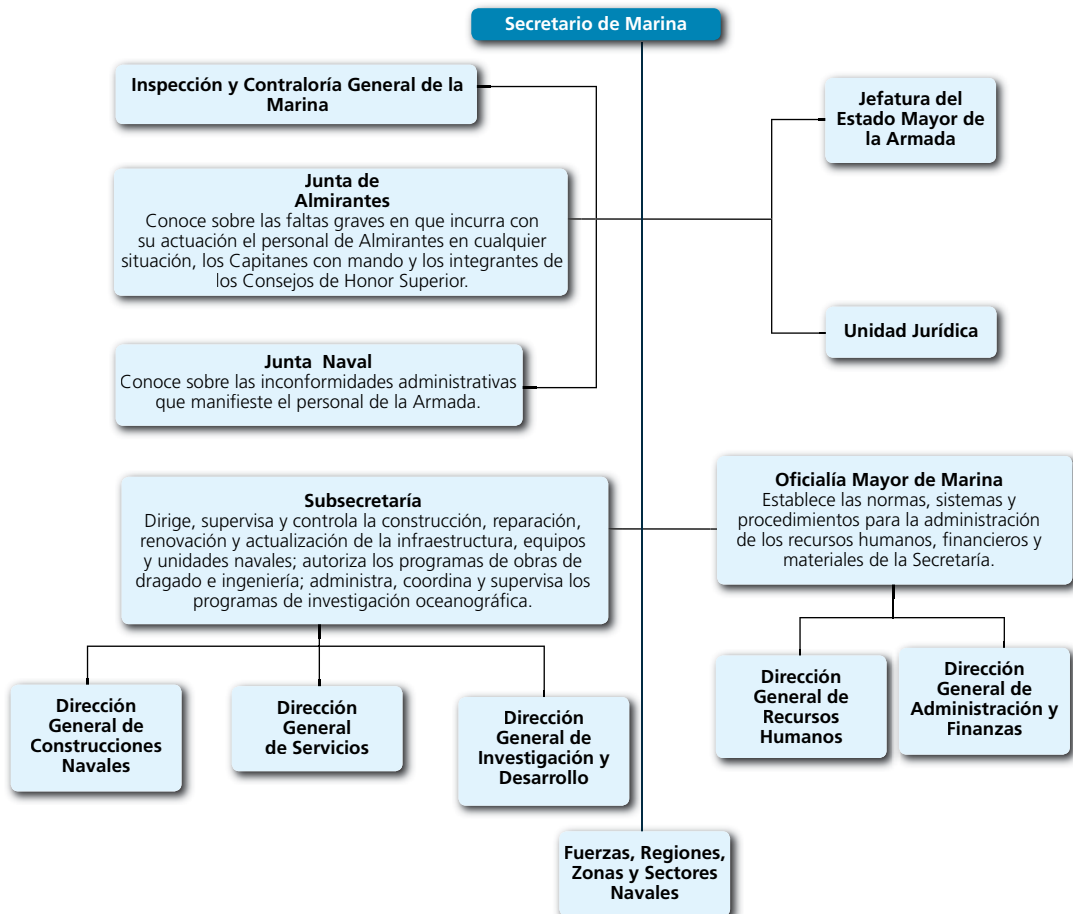 Secretario de Marina
Inspección y Contraloría General de la
Marina
Jefatura del
Estado Mayor de
la Armada
Junta de
Almirantes
Conoce sobre las faltas graves en que incurra con
su actuación el personal de Almirantes en cualquier
situación, los Capitanes con mando y los integrantes de
los Consejos de Honor Superior.
Unidad Jurídica
Junta Naval
Conoce sobre las inconformidades administrativas
que manifieste el personal de la Armada.
Subsecretaría
Dirige, supervisa y controla la construcción, reparación,
renovación y actualización de la infraestructura, equipos
y unidades navales; autoriza los programas de obras de
dragado e ingeniería; administra, coordina y supervisa los
programas de investigación oceanográfica.
Oficialía Mayor de Marina
Establece las normas, sistemas y
procedimientos para la administración
de los recursos humanos, financieros y
materiales de la Secretaría.
Dirección
General de
Construcciones
Navales
Dirección
General
de Servicios
Dirección
General de
Investigación y
Desarrollo
Dirección
General de
Recursos
Humanos
Dirección
General de
Administración y
Finanzas
Fuerzas, Regiones,
Zonas y Sectores
Navales